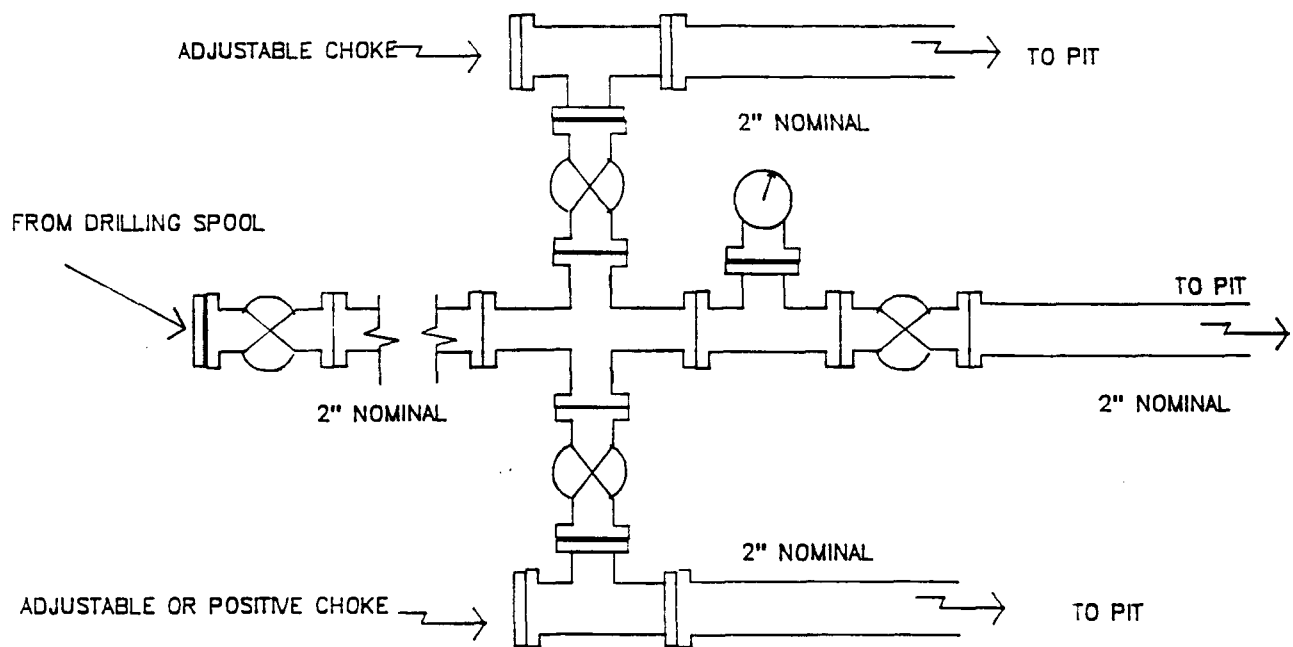 ADJUSTABLE CHOKE
TO PIT
2" NOMINAL
FROM DRILLING SPOOL
TO PIT
2" NOMINAL
2" NOMINAL
2" NOMINAL
ADJUSTABLE OR POSITIVE CHOKE
TO PIT